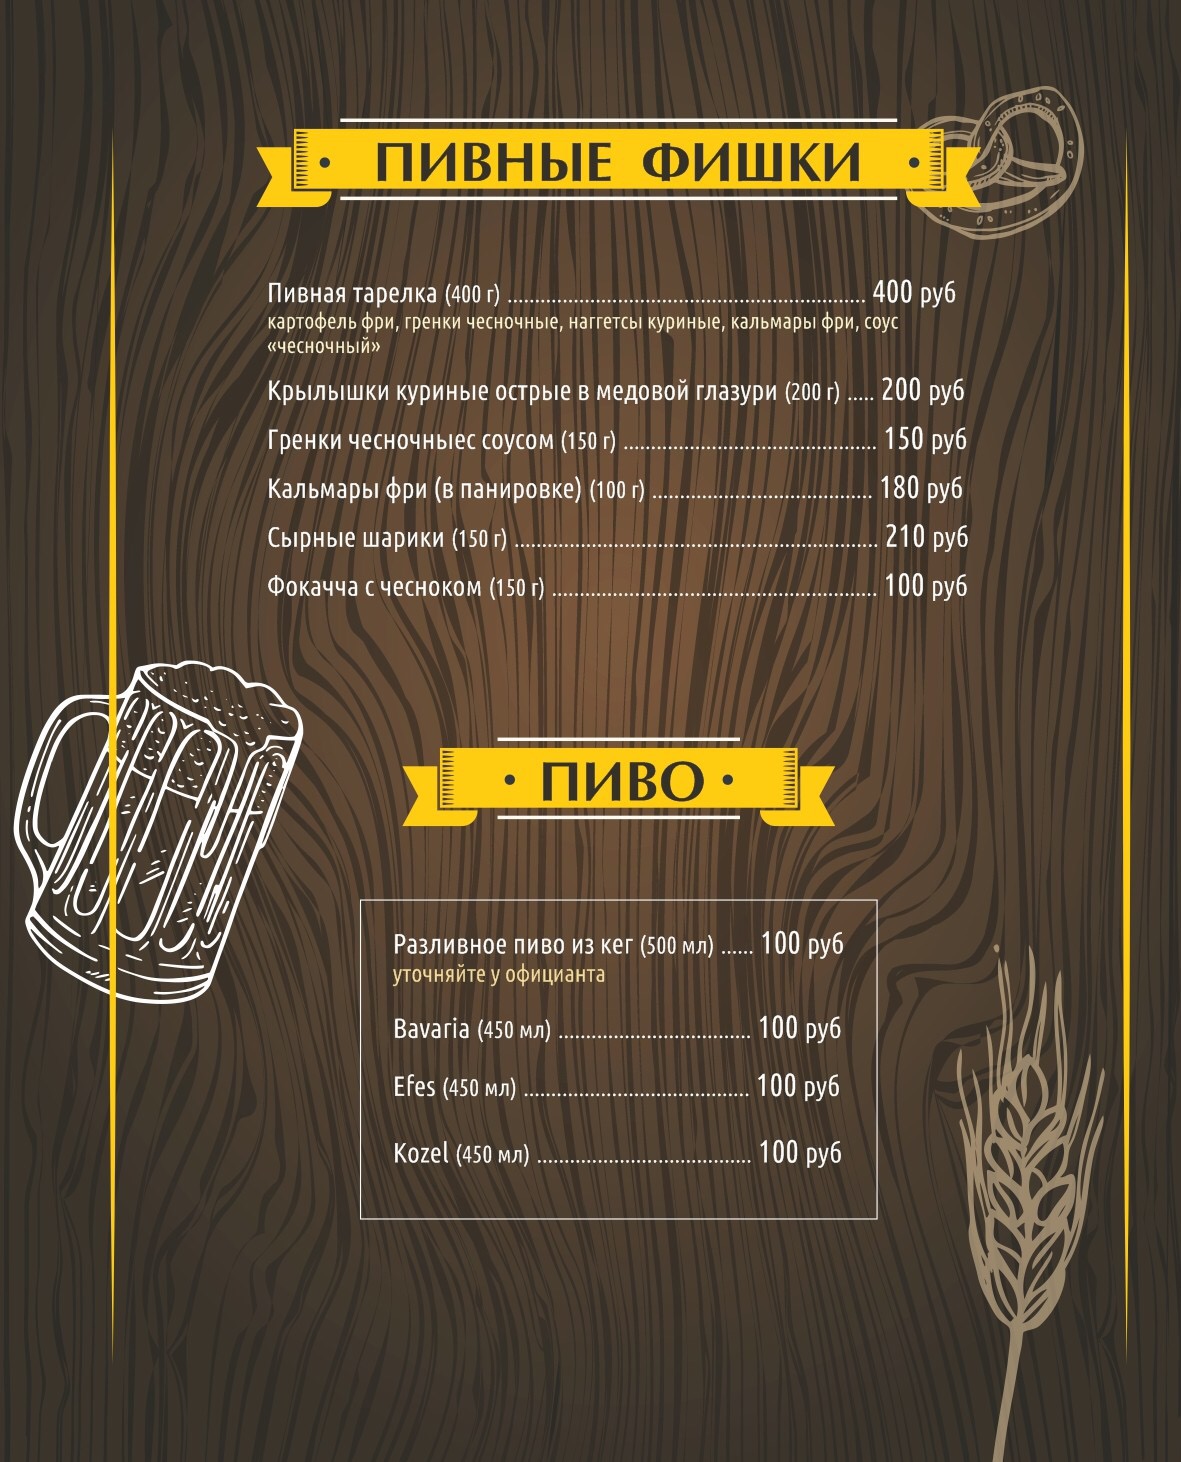 • ПИВНЫЕ ФИШКИ •
Пивная тарелка (400 г) ................................................................. 400 руб
картофель фри, гренки чесночные, наггетсы куриные, кальмары фри, соус
«чесночный»
Крылышки куриные острые в медовой глазури (200 г) ..... 200 руб
Гренки чесночныес соусом (150 г) .............................................. 150 руб
Кальмары фри (в панировке) (100 г) ........................................ 180 руб
Сырные шарики (150 г) .................................................................. 210 руб
Фокачча с чесноком (150 г) ........................................................... 100 руб
• ПИВО •
Разливное пиво из кег (500 мл) ...... 100 руб
уточняйте у официанта
Bavaria (450 мл) ................................... 100 руб
Efes (450 мл) ......................................... 100 руб
Kozel (450 мл) ....................................... 100 руб